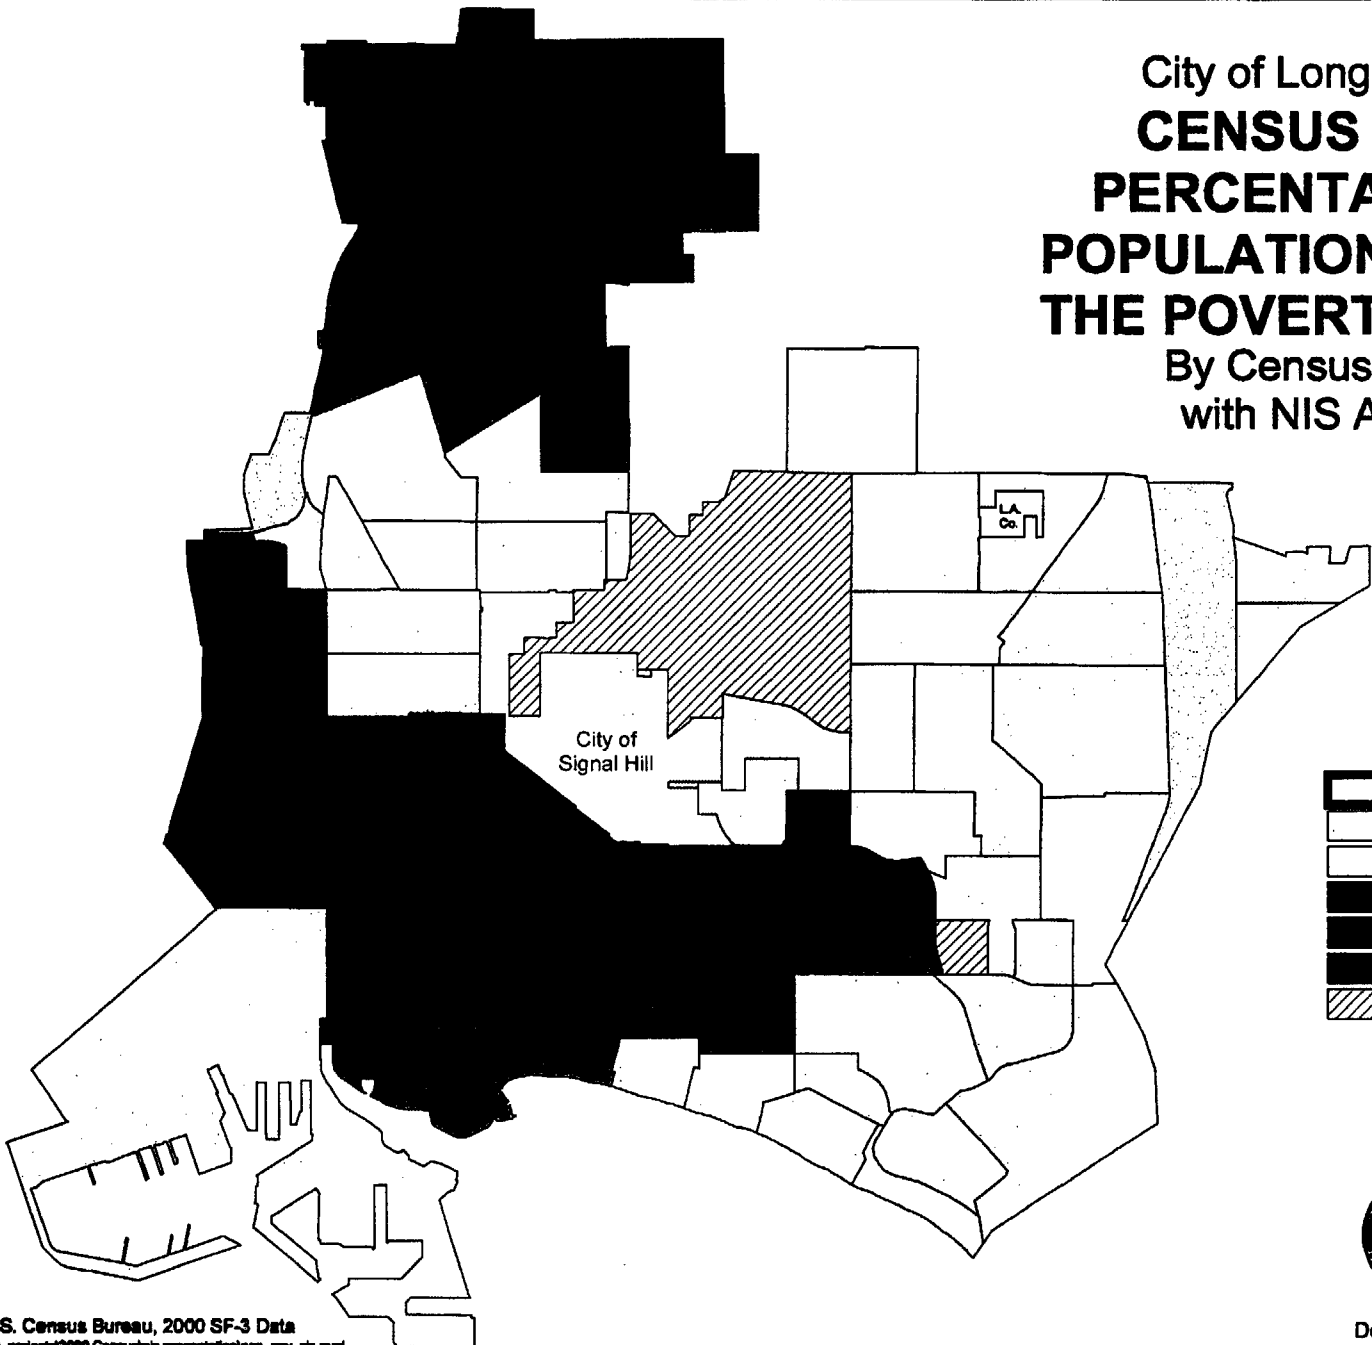 City of Long
CENSUS
PERCENTA
POPULATION
THE POVERT
By Census
with NIS A
L.A.
Co.
City of
Signal Hill
S. Census Bureau, 2000 SF-3 Data